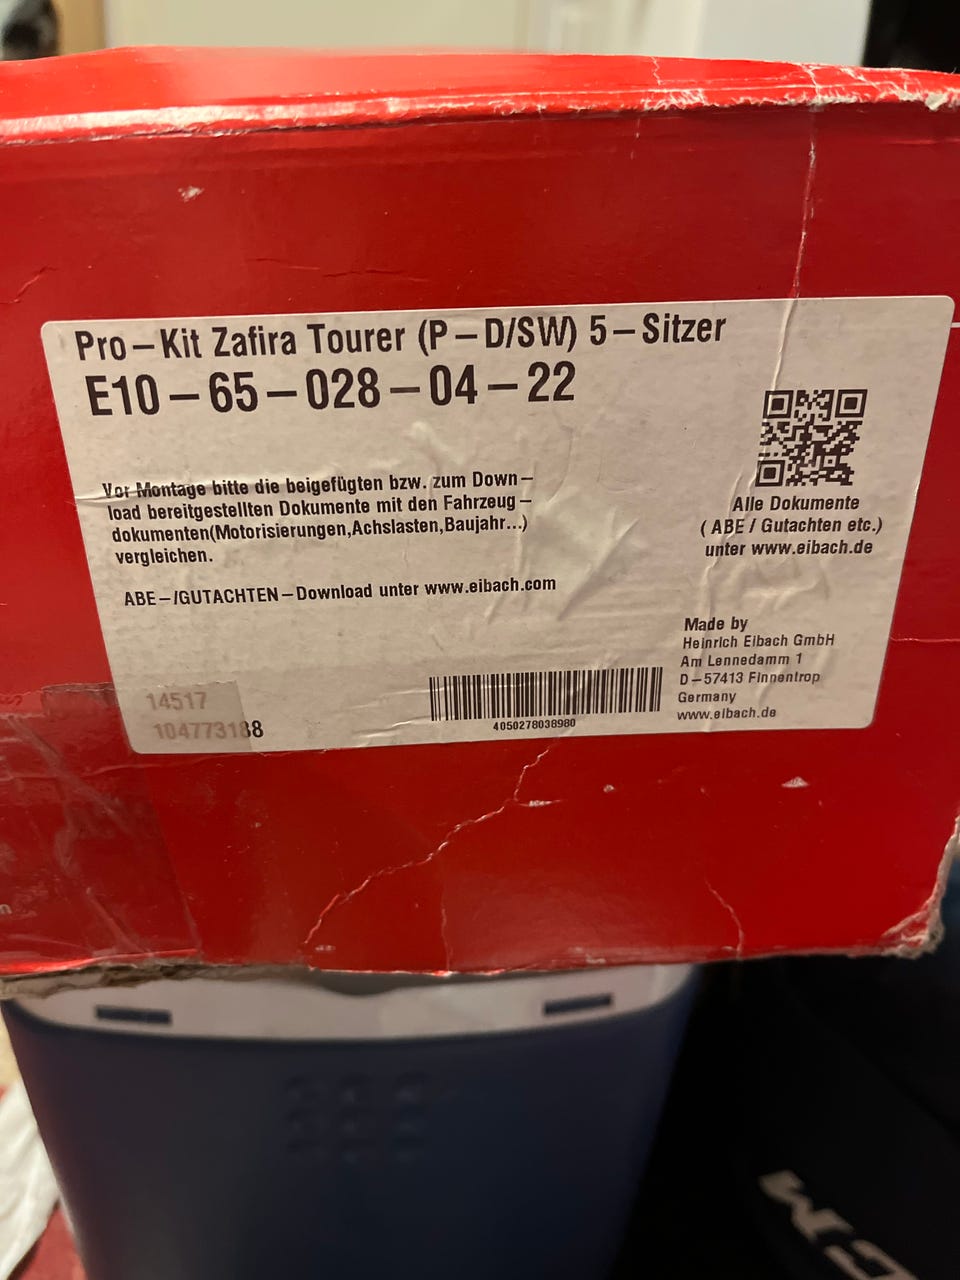 Pro-Kit Zafira Tourer (P-D/SW) 5-Sitzer
E10-65-028-04-22
Vor Montage bitte die beigefügten bzw. zum Down-
load bereitgestellten Dokumente mit den Fahrzeug-
dokumenten(Motorisierungen,Achslasten,Baujahr...)
vergleichen.
ABE-/GUTACHTEN-Download unter www.eibach.com
Alle Dokumente
( ABE / Gutachten etc.)
unter www.eibach.de
Made by
Heinrich Eibach GmbH
Am Lennedamm 1
D-57413 Finnentrop
Germany
www.eibach.de
14517
104773188
4050278038980